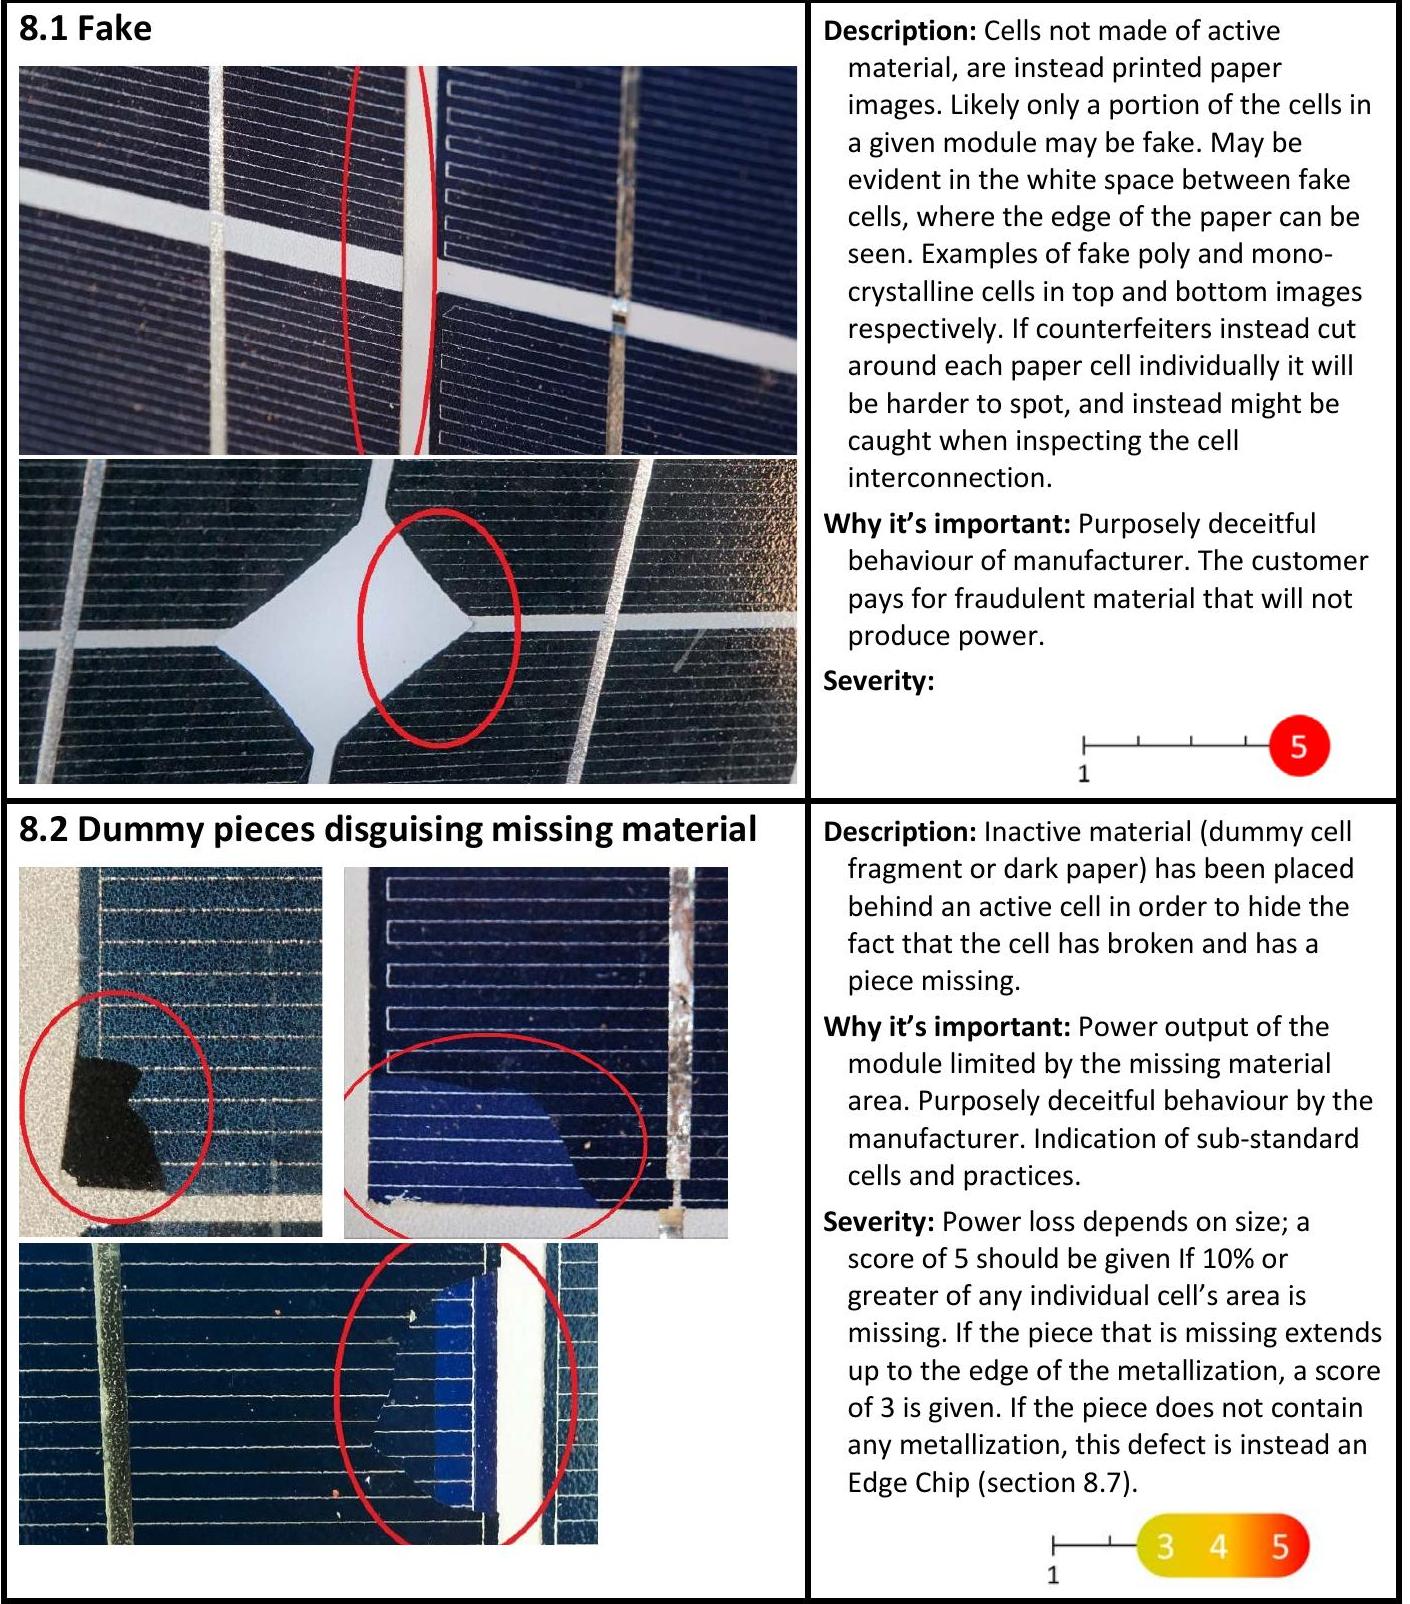 8.1 Fake
Description: Cells not made of active
material, are instead printed paper
images. Likely only a portion of the cells in
a given module may be fake. May be
evident in the white space between fake
cells, where the edge of the paper can be
seen. Examples of fake poly and mono-
crystalline cells in top and bottom images
respectively. If counterfeiters instead cut
around each paper cell individually it will
be harder to spot, and instead might be
caught when inspecting the cell
interconnection.
Why it’s important: Purposely deceitful
behaviour of manufacturer. The customer
pays for fraudulent material that will not
produce power.
Severity:
5
1
8.2 Dummy pieces disguising missing material
Description: Inactive material (dummy cell
fragment or dark paper) has been placed
behind an active cell in order to hide the
fact that the cell has broken and has a
piece missing.
Why it’s important: Power output of the
module limited by the missing material
area. Purposely deceitful behaviour by the
manufacturer. Indication of sub-standard
cells and practices.
Severity: Power loss depends on size; a
score of 5 should be given If 10% or
greater of any individual cell’s area is
missing. If the piece that is missing extends
up to the edge of the metallization, a score
of 3 is given. If the piece does not contain
any metallization, this defect is instead an
Edge Chip (section 8.7).
3 4 5
1